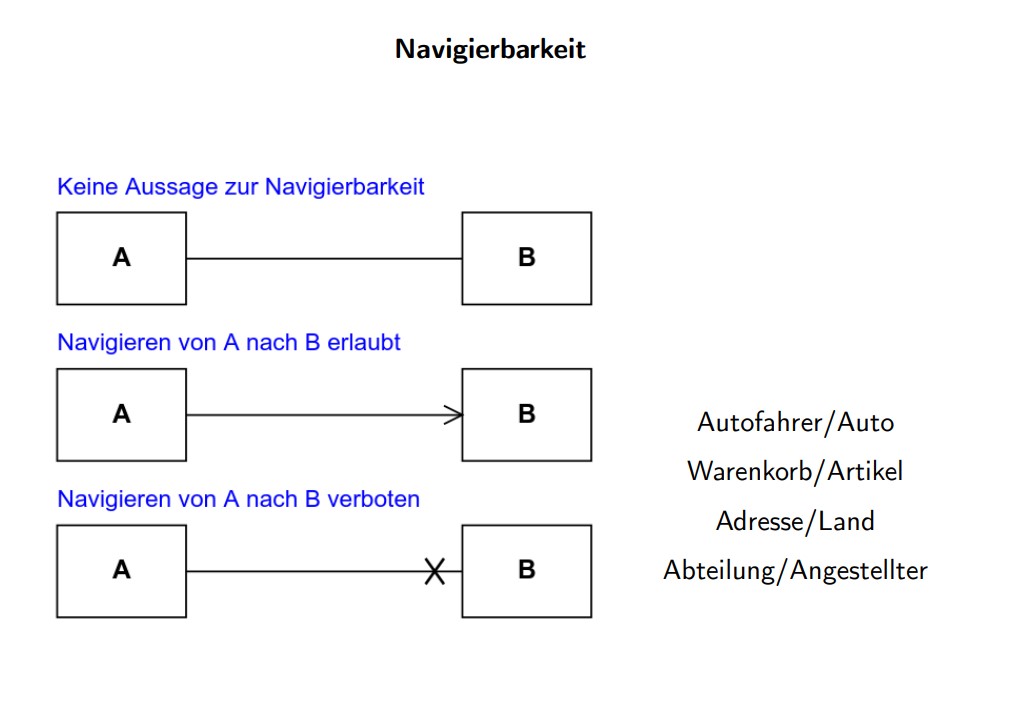 Navigierbarkeit
Keine Aussage zur Navigierbarkeit
A
B
Navigieren von A nach B erlaubt
A
B
Navigieren von A nach B verboten
A
B
Autofahrer/Auto
Warenkorb/Artikel
Adresse/Land
Abteilung/Angestellter